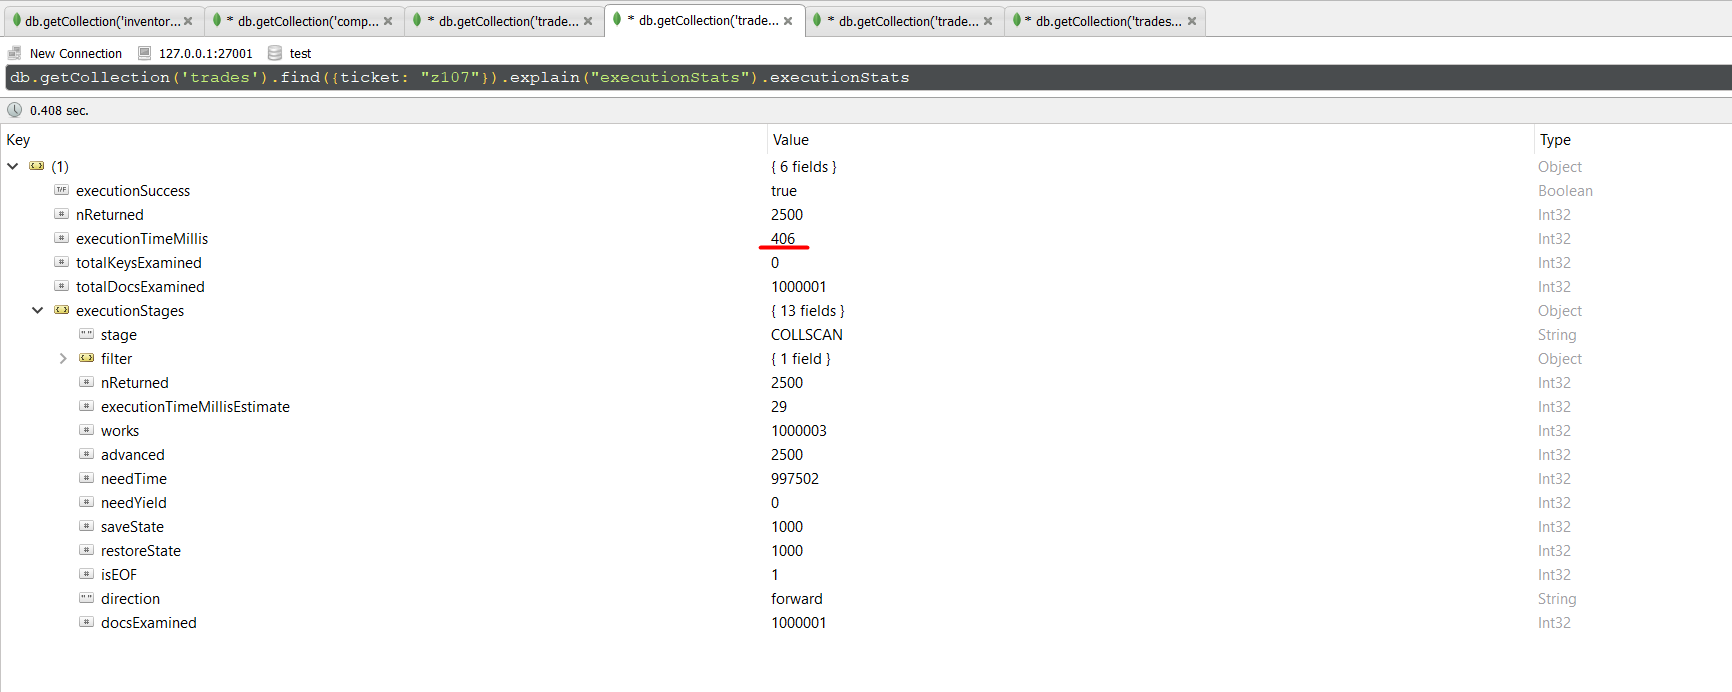 db.getCollection('inventor... × * db.getCollection('comp... × * db.getCollection('trade... × * db.getCollection('trade... × * db.getCollection('trade... × * db.getCollection('trades... ×
New Connection 127.0.0.1:27001 test
db.getCollection('trades').find({ticket: "z107"}).explain("executionStats").executionStats
0.408 sec.
Key Value Type
(1) { 6 fields } Object
T/F executionSuccess true Boolean
# nReturned 2500 Int32
# executionTimeMillis 406 Int32
# totalKeysExamined 0 Int32
# totalDocsExamined 1000001 Int32
executionStages { 13 fields } Object
"" stage COLLSCAN String
filter { 1 field } Object
# nReturned 2500 Int32
# executionTimeMillisEstimate 29 Int32
# works 1000003 Int32
# advanced 2500 Int32
# needTime 997502 Int32
# needYield 0 Int32
# saveState 1000 Int32
# restoreState 1000 Int32
# isEOF 1 Int32
"" direction forward String
# docsExamined 1000001 Int32